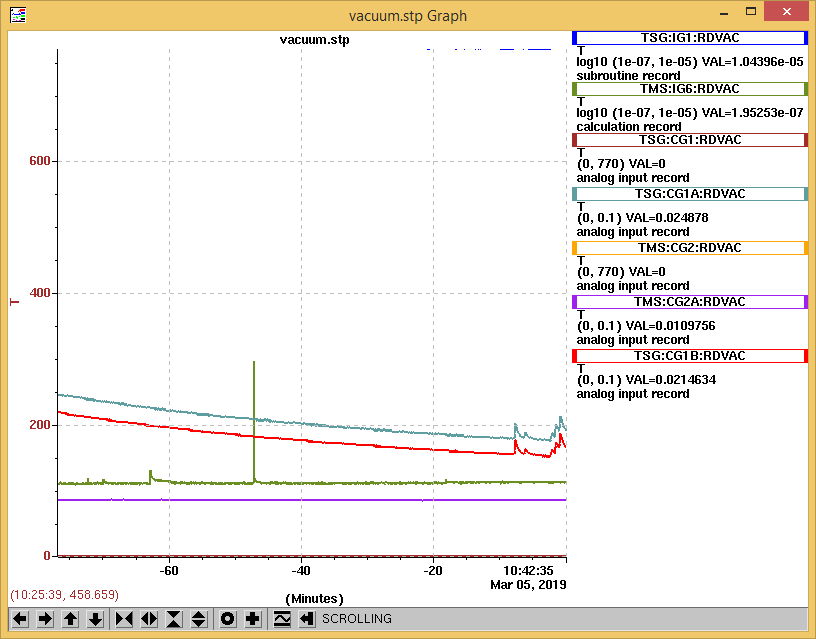 vacuum.stp Graph
vacuum.stp
600
400
T
200
0
-60
-40
-20
10:42:35
Mar 05, 2019
(10:25:39, 458.659)
(Minutes)
SCROLLING
TSG:IG1:RDVAC
T
log10 (1e-07, 1e-05) VAL=1.04396e-05
subroutine record
TMS:IG6:RDVAC
T
log10 (1e-07, 1e-05) VAL=1.95253e-07
calculation record
TSG:CG1:RDVAC
T
(0, 770) VAL=0
analog input record
TSG:CG1A:RDVAC
T
(0, 0.1) VAL=0.024878
analog input record
TMS:CG2:RDVAC
T
(0, 770) VAL=0
analog input record
TMS:CG2A:RDVAC
T
(0, 0.1) VAL=0.0109756
analog input record
TSG:CG1B:RDVAC
T
(0, 0.1) VAL=0.0214634
analog input record